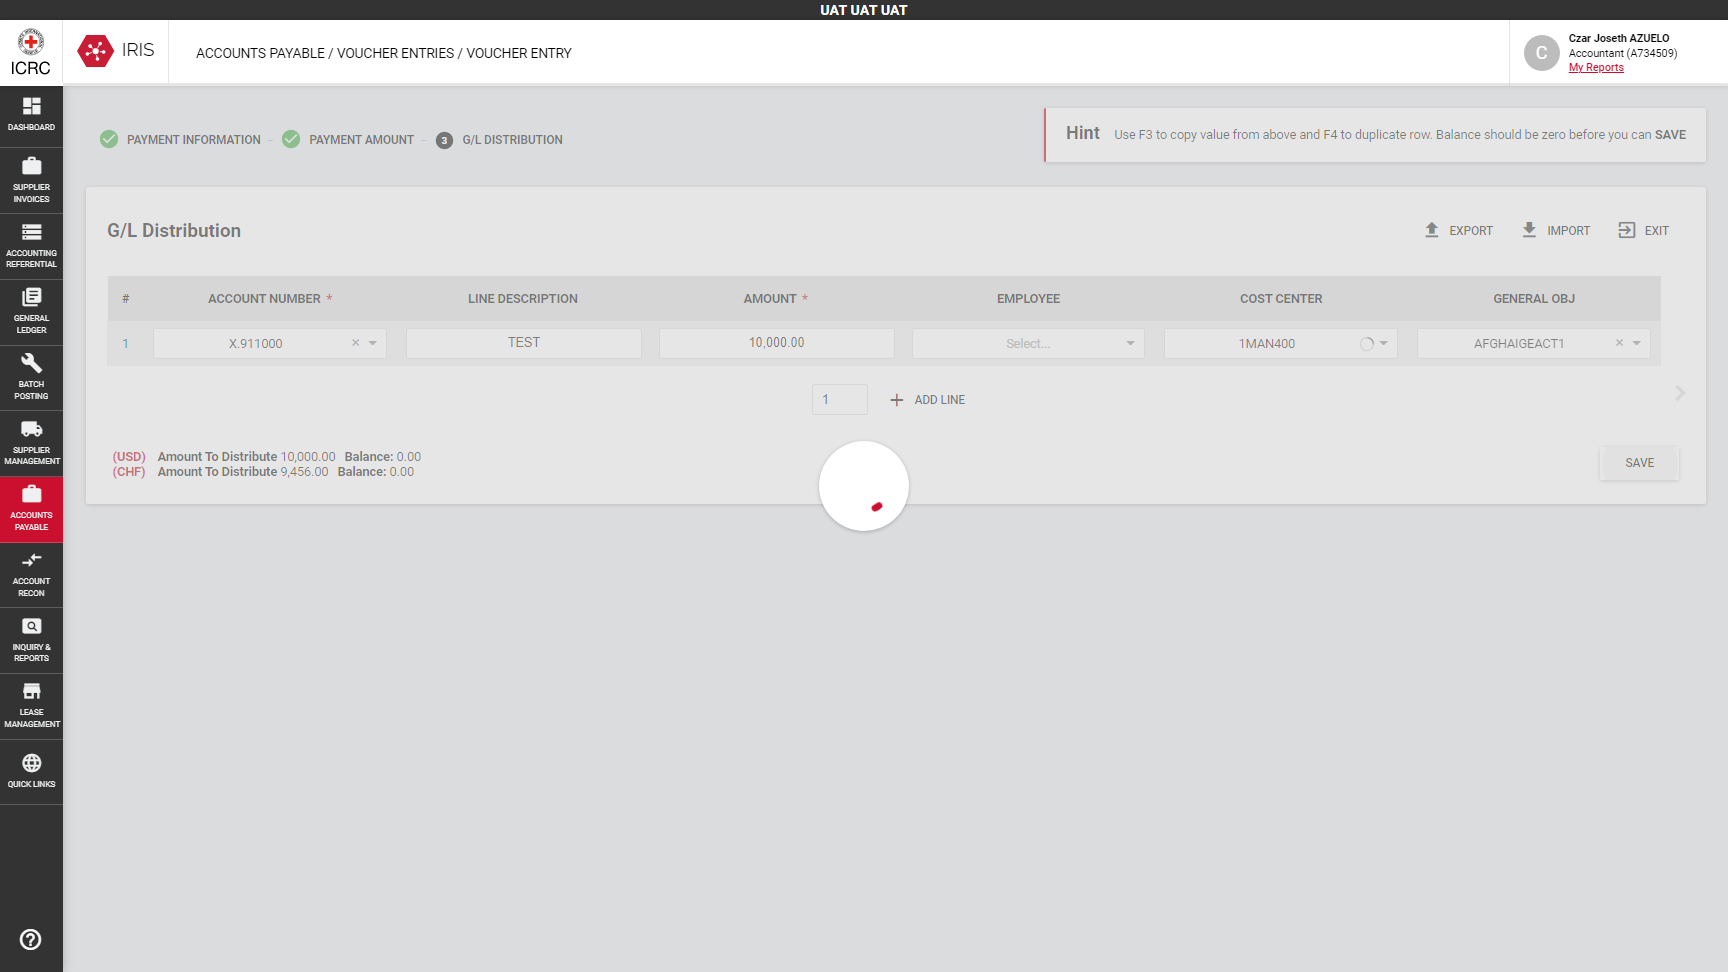 UAT UAT UAT
ICRC
IRIS
ACCOUNTS PAYABLE / VOUCHER ENTRIES / VOUCHER ENTRY
C
Czar Joseth AZUELO
Accountant (A734509)
My Reports
DASHBOARD
SUPPLIER
INVOICES
ACCOUNTING
REFERENTIAL
GENERAL
LEDGER
BATCH
POSTING
SUPPLIER
MANAGEMENT
ACCOUNTS
PAYABLE
ACCOUNT
RECON
INQUIRY &
REPORTS
LEASE
MANAGEMENT
QUICK LINKS
PAYMENT INFORMATION
PAYMENT AMOUNT
3 G/L DISTRIBUTION
Hint Use F3 to copy value from above and F4 to duplicate row. Balance should be zero before you can SAVE
G/L Distribution
EXPORT
IMPORT
EXIT
# ACCOUNT NUMBER * LINE DESCRIPTION AMOUNT * EMPLOYEE COST CENTER GENERAL OBJ
1 X.911000 TEST 10,000.00 Select... 1MAN400 AFGHAIGEACT1
1 ADD LINE
(USD) Amount To Distribute 10,000.00 Balance: 0.00
(CHF) Amount To Distribute 9,456.00 Balance: 0.00
SAVE